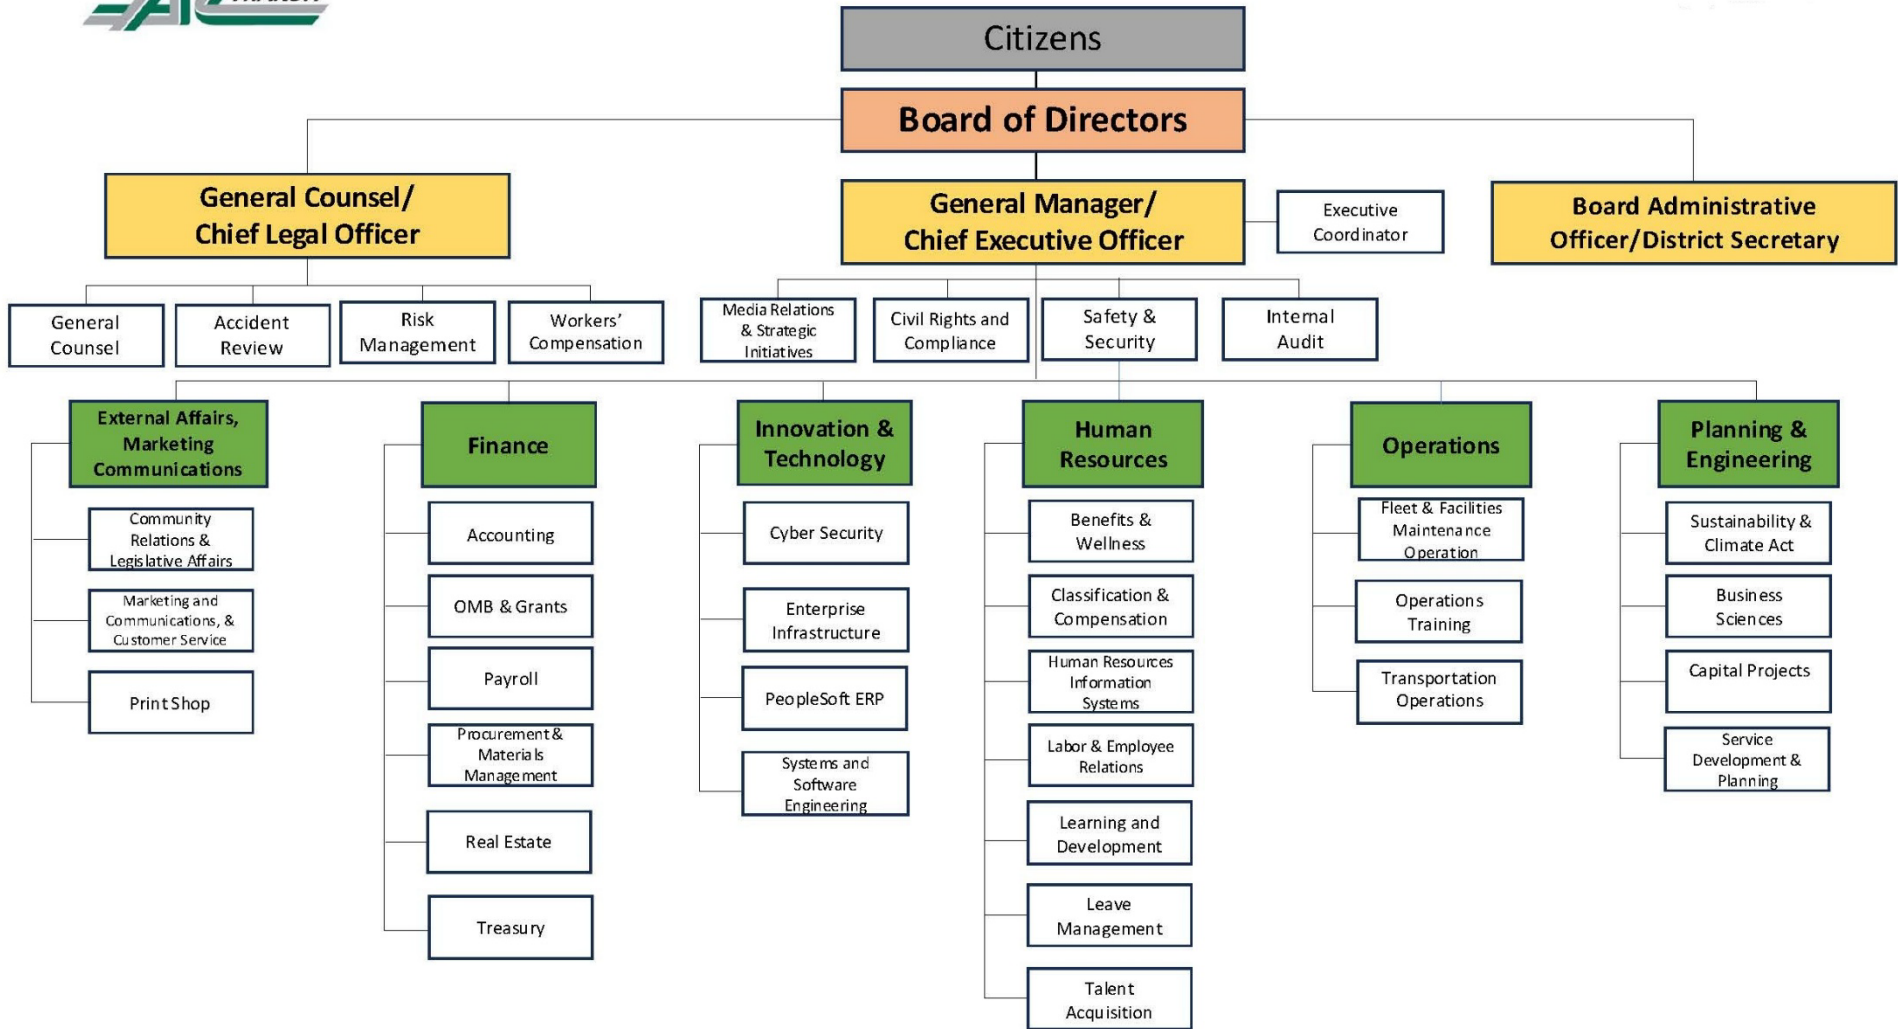 Citizens
Board of Directors
General Counsel/
Chief Legal Officer
General Manager/
Chief Executive Officer
Executive
Coordinator
Board Administrative
Officer/District Secretary
General
Counsel
Accident
Review
Risk
Management
Workers’
Compensation
Media Relations
& Strategic
Initiatives
Civil Rights and
Compliance
Safety &
Security
Internal
Audit
External Affairs,
Marketing
Communications
Community
Relations &
Legislative Affairs
Marketing and
Communications, &
Customer Service
Print Shop
Finance
Accounting
OMB & Grants
Payroll
Procurement &
Materials
Management
Real Estate
Treasury
Innovation &
Technology
Cyber Security
Enterprise
Infrastructure
PeopleSoft ERP
Systems and
Software
Engineering
Human
Resources
Benefits &
Wellness
Classification &
Compensation
Human Resources
Information
Systems
Labor & Employee
Relations
Learning and
Development
Leave
Management
Talent
Acquisition
Operations
Fleet & Facilities
Maintenance
Operation
Operations
Training
Transportation
Operations
Planning &
Engineering
Sustainability &
Climate Act
Business
Sciences
Capital Projects
Service
Development &
Planning